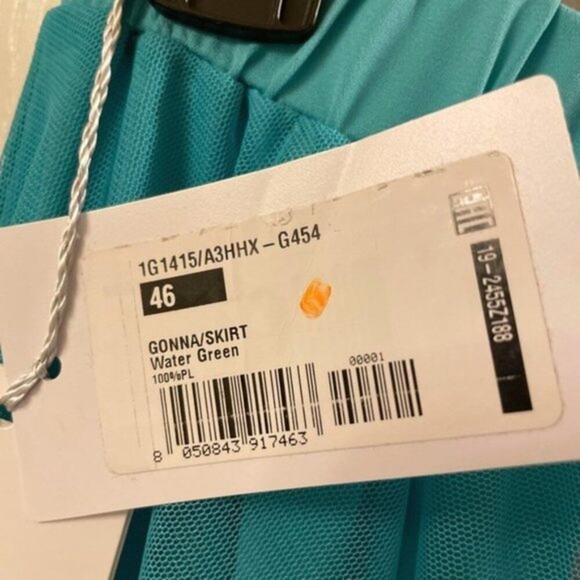 1G1415/A3HHX-G454
46
GONNA/SKIRT
Water Green
100%PL
00001
8 050843 917463
19-2455Z188